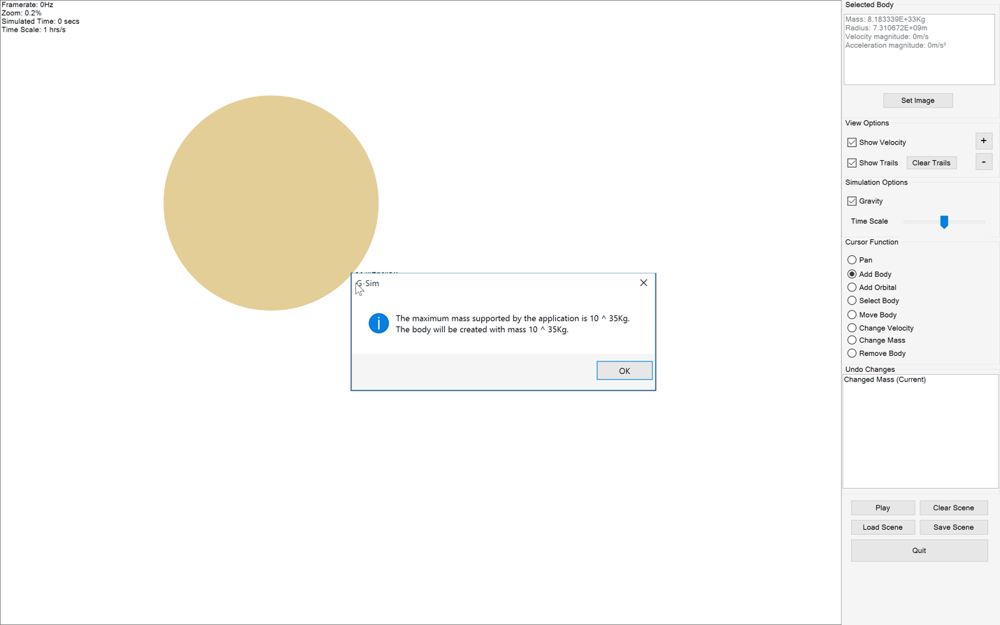 Framerate: 0Hz
Zoom: 0.2%
Simulated Time: 0 secs
Time Scale: 1 hrs/s
Selected Body
Mass: 8.183339E+33Kg
Radius: 7.310672E+09m
Velocity magnitude: 0m/s
Acceleration magnitude: 0m/s²
Set Image
View Options
Show Velocity
+
Show Trails
Clear Trails
-
Simulation Options
Gravity
Time Scale
Cursor Function
Pan
Add Body
Add Orbital
Select Body
Move Body
Change Velocity
Change Mass
Remove Body
Undo Changes
Changed Mass (Current)
Play
Clear Scene
Load Scene
Save Scene
Quit
G-Sim
The maximum mass supported by the application is 10 ^ 35Kg.
The body will be created with mass 10 ^ 35Kg.
OK